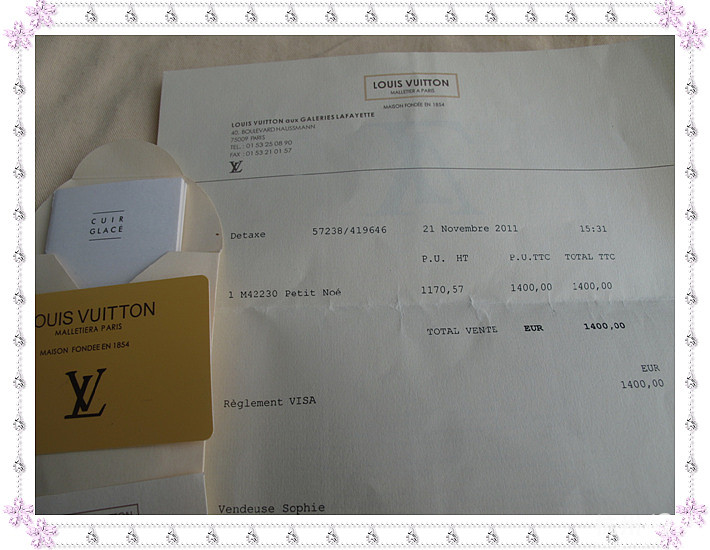 LOUIS VUITTON
MALLETIER A PARIS
MAISON FONDEE EN 1854
LOUIS VUITTON aux GALERIES LAFAYETTE
40, BOULEVARD HAUSSMANN
75009 PARIS
TEL. : 01 53 25 08 90
FAX : 01 53 21 01 57
LV
Detaxe 57238/419646 21 Novembre 2011 15:31
P.U. HT P.U.TTC TOTAL TTC
1 M42230 Petit Noé 1170,57 1400,00 1400,00
TOTAL VENTE EUR 1400,00
EUR
1400,00
Règlement VISA
Vendeuse Sophie
CUIR
GLACÉ
OUIS VUITTON
MALLETIER A PARIS
MAISON FONDEE EN 1854
LV